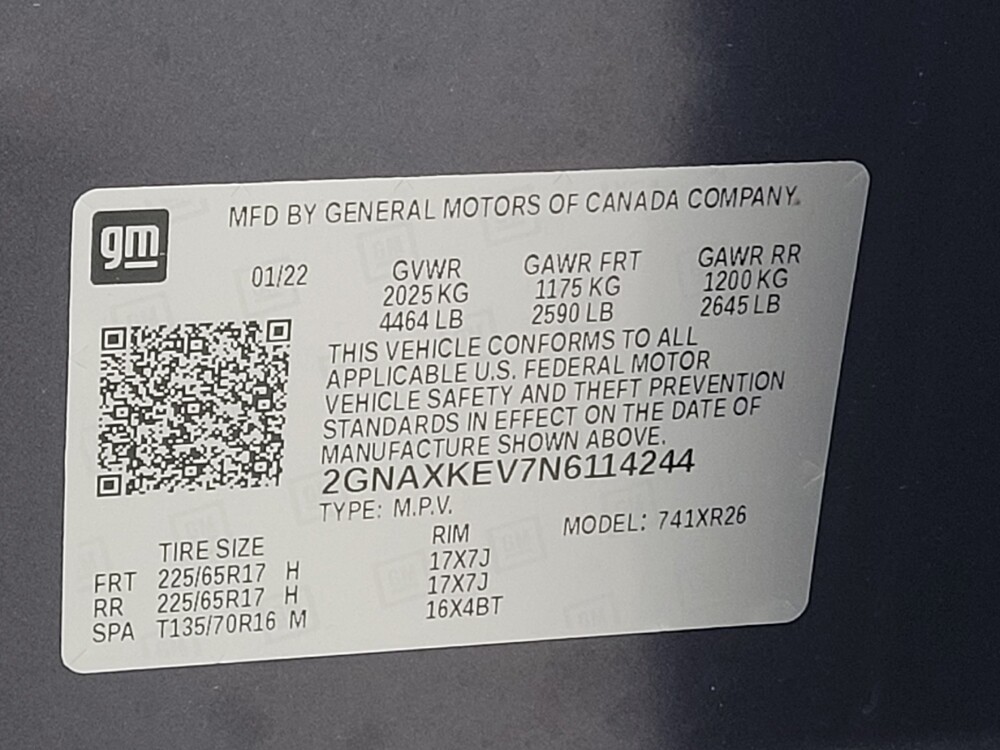 gm
MFD BY GENERAL MOTORS OF CANADA COMPANY.
01/22 GVWR GAWR FRT GAWR RR
2025 KG 1175 KG 1200 KG
4464 LB 2590 LB 2645 LB
THIS VEHICLE CONFORMS TO ALL
APPLICABLE U.S. FEDERAL MOTOR
VEHICLE SAFETY AND THEFT PREVENTION
STANDARDS IN EFFECT ON THE DATE OF
MANUFACTURE SHOWN ABOVE.
2GNAXKEV7N6114244
TYPE: M.P.V. MODEL: 741XR26
TIRE SIZE RIM
FRT 225/65R17 H 17X7J
RR 225/65R17 H 17X7J
SPA T135/70R16 M 16X4BT